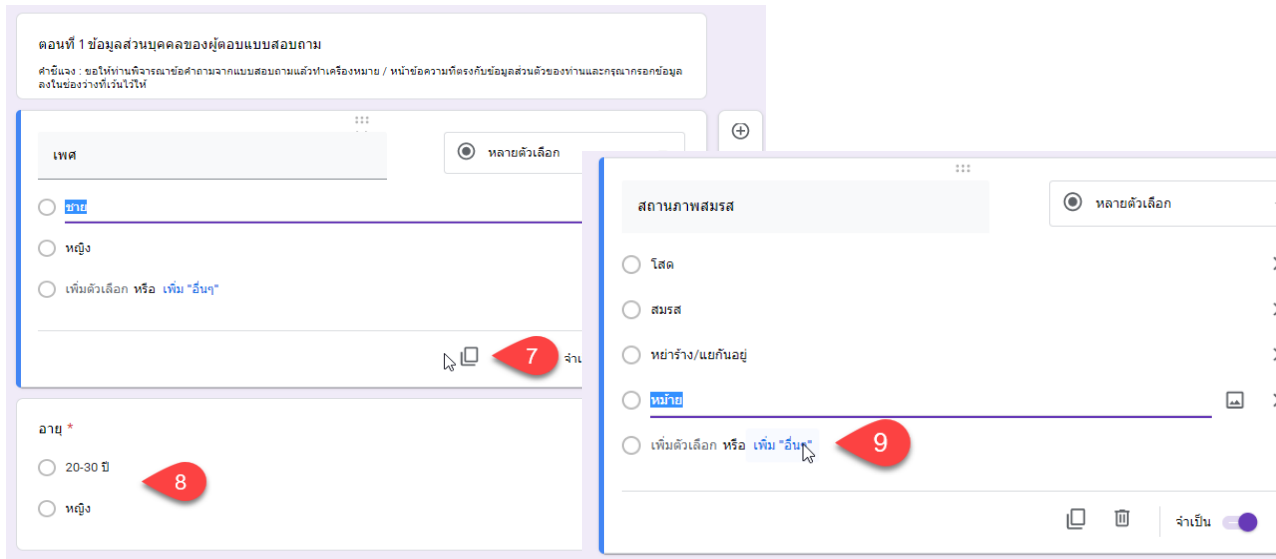 ตอนที่ 1 ข้อมูลส่วนบุคคลของผู้ตอบแบบสอบถาม
คำชี้แจง : ขอให้ท่านพิจารณาข้อคำถามจากแบบสอบถามแล้วทำเครื่องหมาย / หน้าข้อความที่ตรงกับข้อมูลส่วนตัวของท่านและกรุณากรอกข้อมูล
ลงในช่องว่างที่เว้นไว้ให้
เพศ
หลายตัวเลือก
ชาย
หญิง
เพิ่มตัวเลือก หรือ เพิ่ม "อื่นๆ"
7
อายุ *
20-30 ปี
8
หญิง
สถานภาพสมรส
หลายตัวเลือก
โสด
สมรส
หย่าร้าง/แยกกันอยู่
หม้าย
เพิ่มตัวเลือก หรือ เพิ่ม "อื่นๆ"
9
จำเป็น